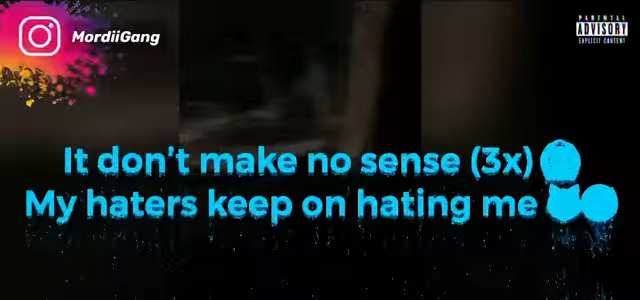 MordiiGang
PARENTAL
ADVISORY
EXPLICIT CONTENT
It don't make no sense (3x)
My haters keep on hating me